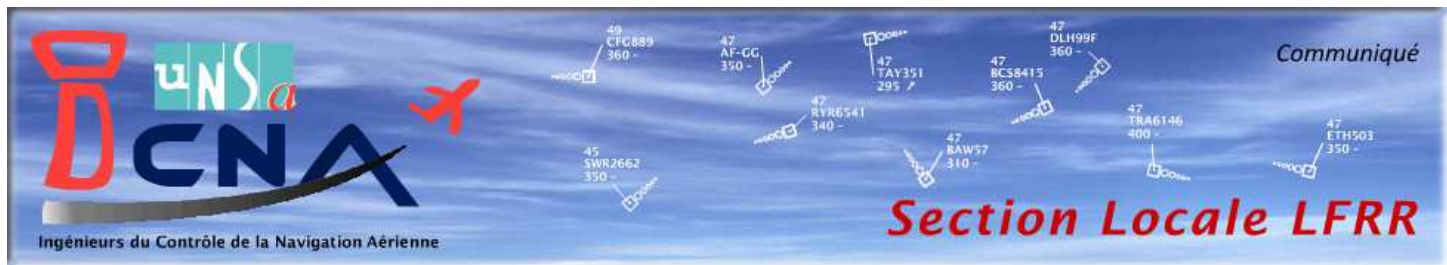 49
CFG889
360 -
47
AF-GG
350 -
47
TAY351
295 ↗
47
DLH99F
360 -
47
BCS8415
360 -
Communiqué
47
RYR6541
340 -
47
TRA6146
400 -
47
ETH503
350 -
45
SWR2662
350 -
47
BAW57
310 -
UNSa
ICNA
Ingénieurs du Contrôle de la Navigation Aérienne
Section Locale LFRR